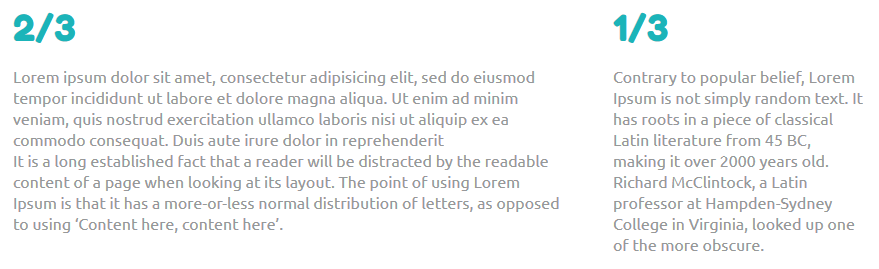 2/3
Lorem ipsum dolor sit amet, consectetur adipisicing elit, sed do eiusmod
tempor incididunt ut labore et dolore magna aliqua. Ut enim ad minim
veniam, quis nostrud exercitation ullamco laboris nisi ut aliquip ex ea
commodo consequat. Duis aute irure dolor in reprehenderit
It is a long established fact that a reader will be distracted by the readable
content of a page when looking at its layout. The point of using Lorem
Ipsum is that it has a more-or-less normal distribution of letters, as opposed
to using ‘Content here, content here’.
1/3
Contrary to popular belief, Lorem
Ipsum is not simply random text. It
has roots in a piece of classical
Latin literature from 45 BC,
making it over 2000 years old.
Richard McClintock, a Latin
professor at Hampden-Sydney
College in Virginia, looked up one
of the more obscure.